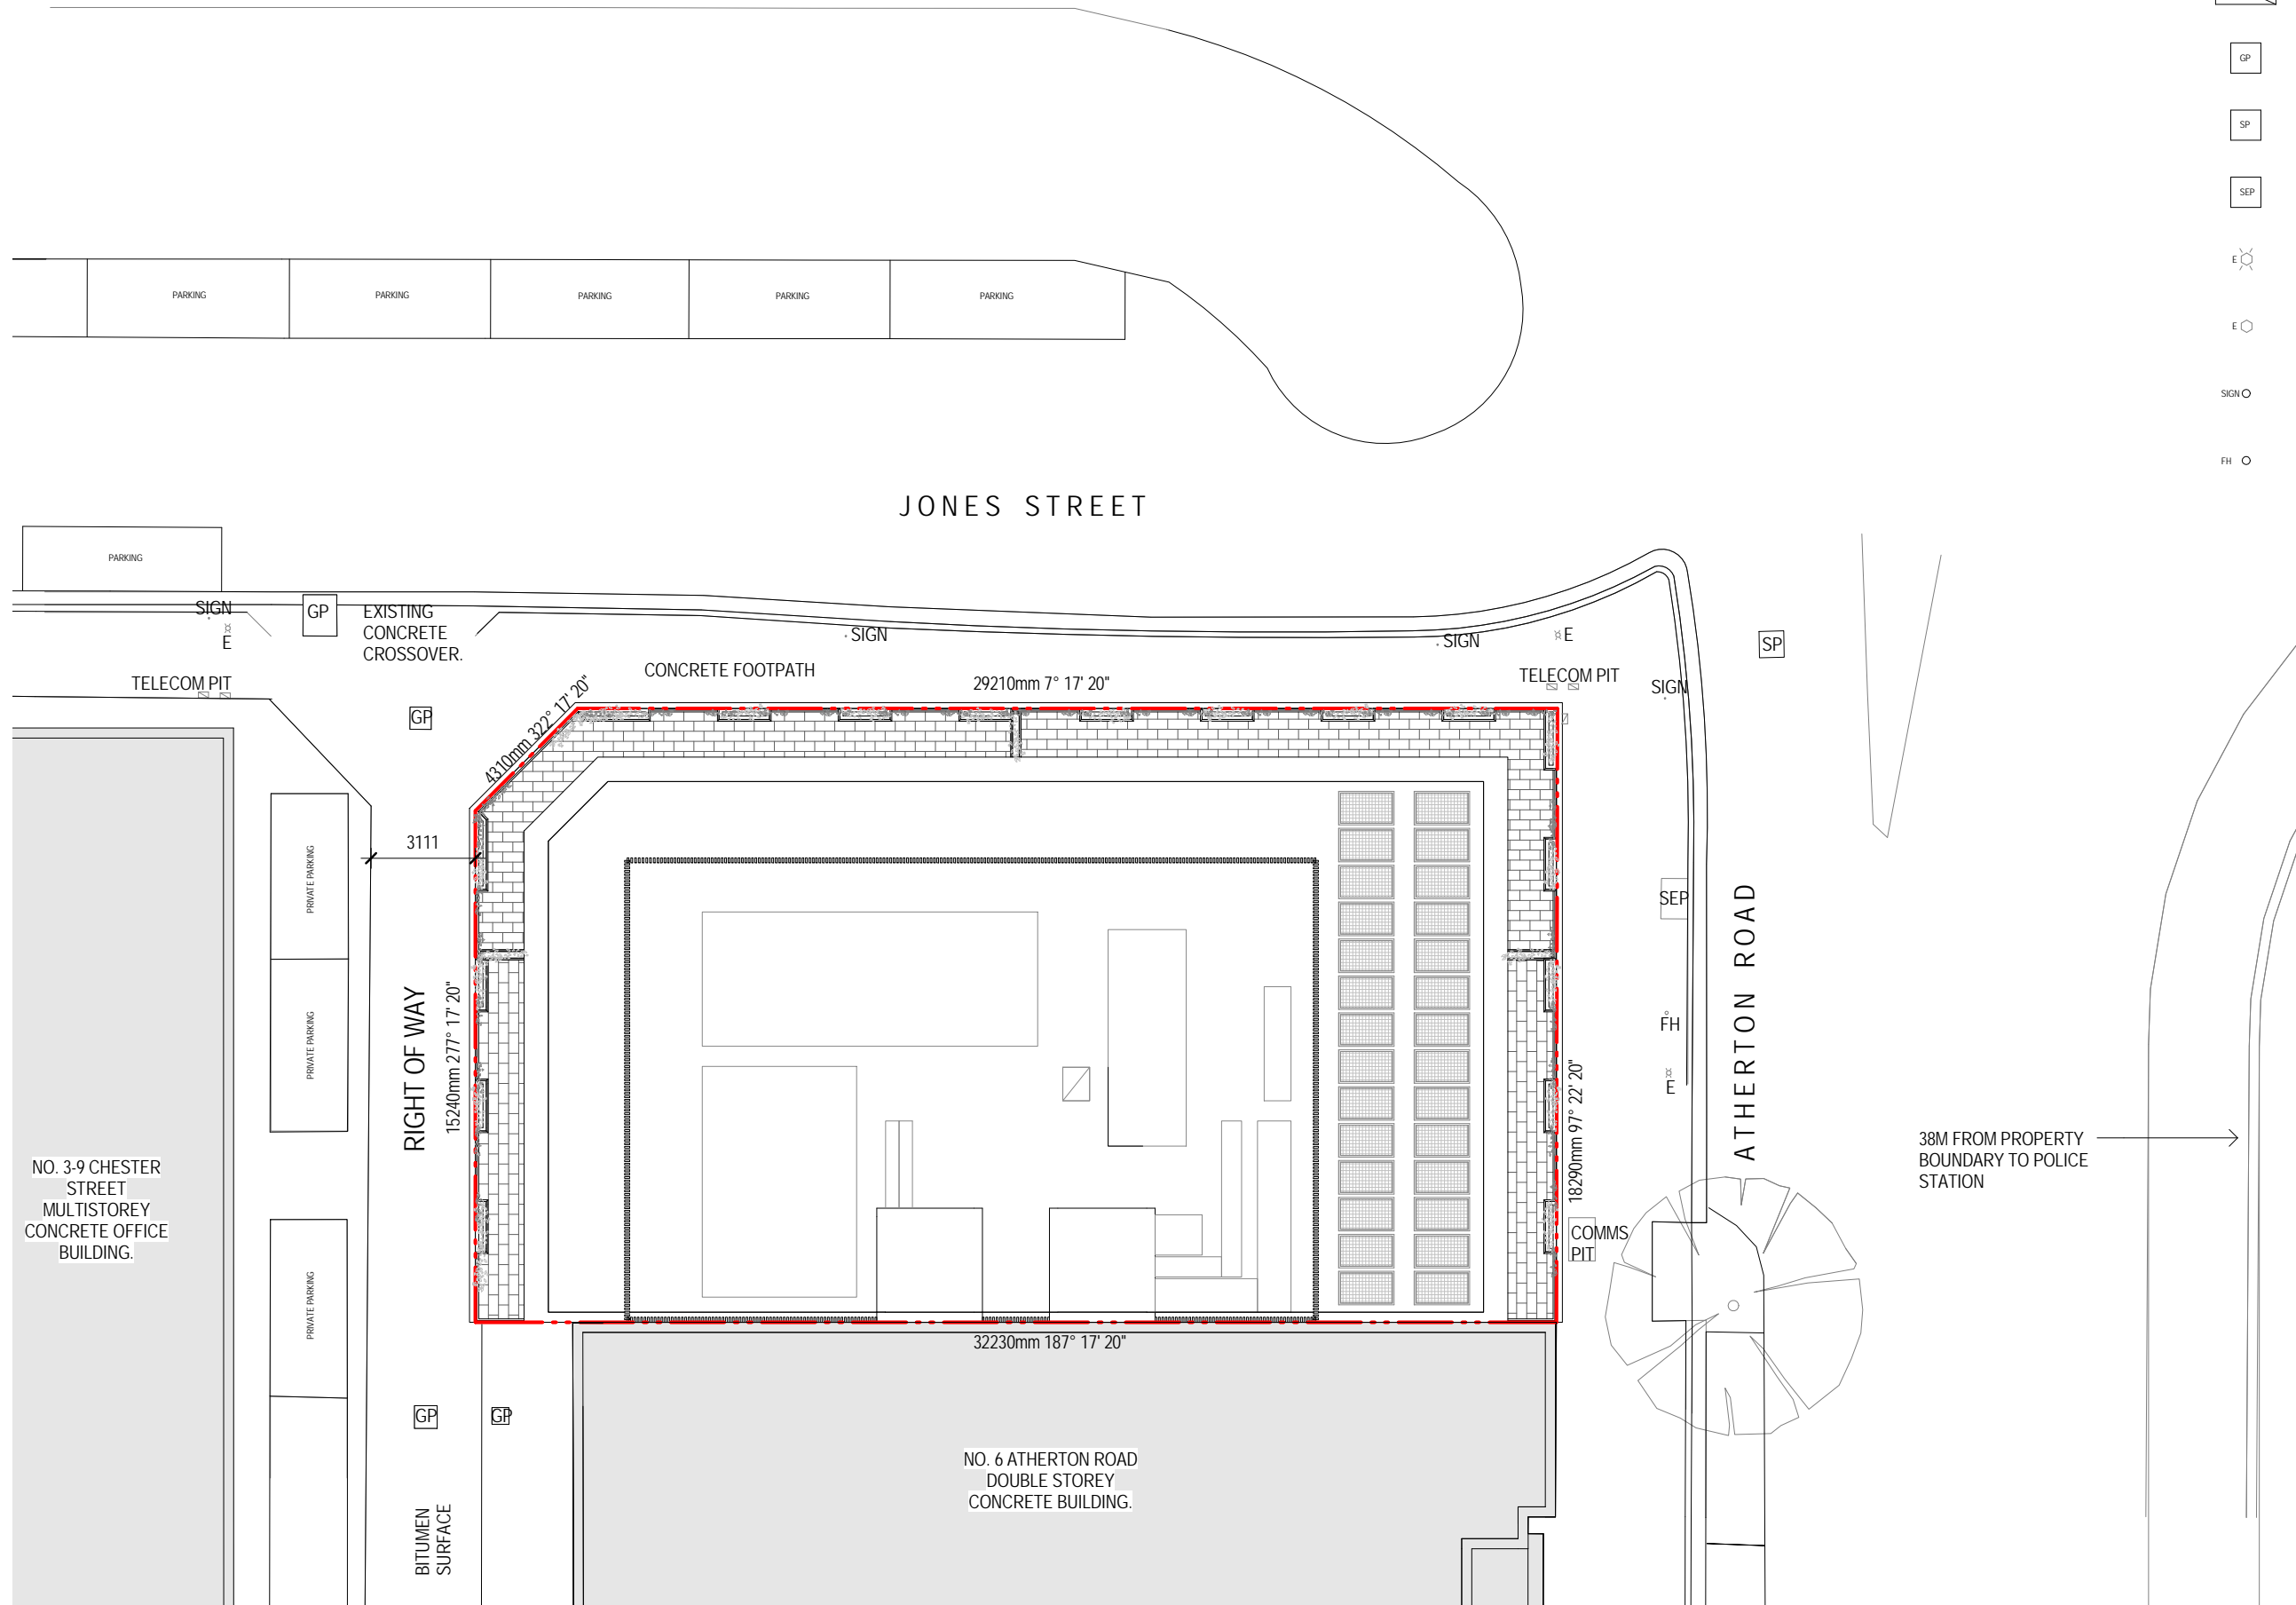 GP
SP
SEP
E
E
SIGN
FH
PARKING
PARKING
PARKING
PARKING
PARKING
JONES STREET
PARKING
SIGN
E
GP
EXISTING
CONCRETE
CROSSOVER.
SIGN
SIGN
E
SP
TELECOM PIT
CONCRETE FOOTPATH
29210mm 7° 17' 20"
TELECOM PIT
SIGN
GP
4310mm 322° 17' 20"
3111
PRIVATE PARKING
PRIVATE PARKING
PRIVATE PARKING
RIGHT OF WAY
15240mm 277° 17' 20"
SEP
FH
E
ATHERTON ROAD
18290mm 97° 22' 20"
38M FROM PROPERTY
BOUNDARY TO POLICE
STATION
NO. 3-9 CHESTER
STREET
MULTISTOREY
CONCRETE OFFICE
BUILDING.
COMMS
PIT
32230mm 187° 17' 20"
GP
GP
NO. 6 ATHERTON ROAD
DOUBLE STOREY
CONCRETE BUILDING.
BITUMEN
SURFACE